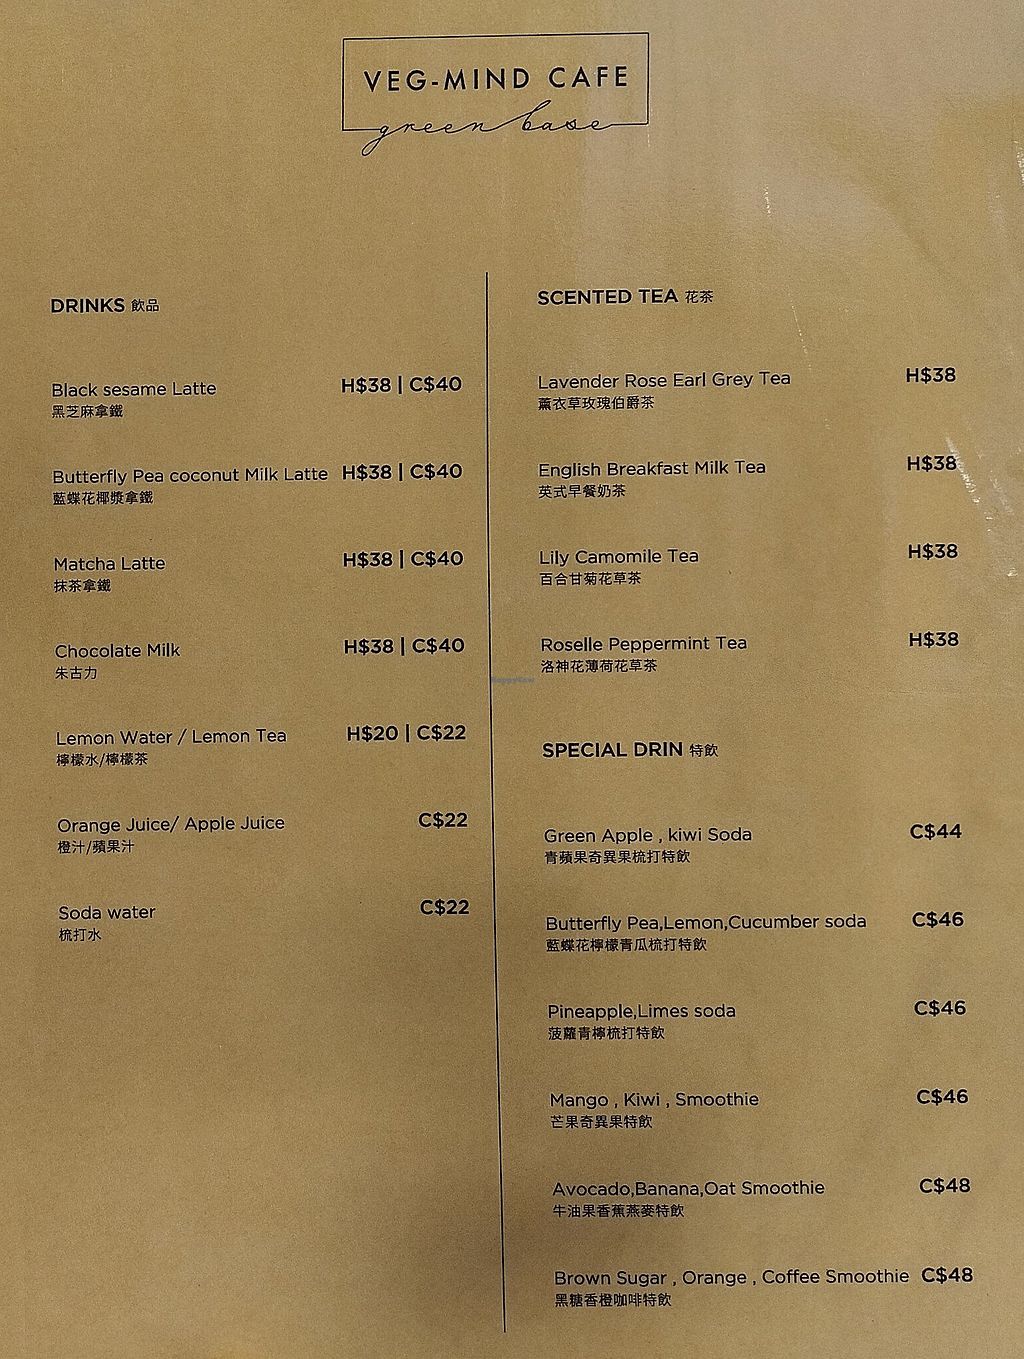 VEG-MIND CAFE
green base
DRINKS 飲品
Black sesame Latte H$38 | C$40
黑芝麻拿鐵
Butterfly Pea coconut Milk Latte H$38 | C$40
藍蝶花椰漿拿鐵
Matcha Latte H$38 | C$40
抹茶拿鐵
Chocolate Milk H$38 | C$40
朱古力
Lemon Water / Lemon Tea H$20 | C$22
檸檬水/檸檬茶
Orange Juice/ Apple Juice C$22
橙汁/蘋果汁
Soda water C$22
梳打水
SCENTED TEA 花茶
Lavender Rose Earl Grey Tea H$38
薰衣草玫瑰伯爵茶
English Breakfast Milk Tea H$38
英式早餐奶茶
Lily Camomile Tea H$38
百合甘菊花草茶
Roselle Peppermint Tea H$38
洛神花薄荷花草茶
SPECIAL DRIN 特飲
Green Apple , kiwi Soda C$44
青蘋果奇異果梳打特飲
Butterfly Pea,Lemon,Cucumber soda C$46
藍蝶花檸檬青瓜梳打特飲
Pineapple,Limes soda C$46
菠蘿青檸梳打特飲
Mango , Kiwi , Smoothie C$46
芒果奇異果特飲
Avocado,Banana,Oat Smoothie C$48
牛油果香蕉燕麥特飲
Brown Sugar , Orange , Coffee Smoothie C$48
黑糖香橙咖啡特飲
HappyCow